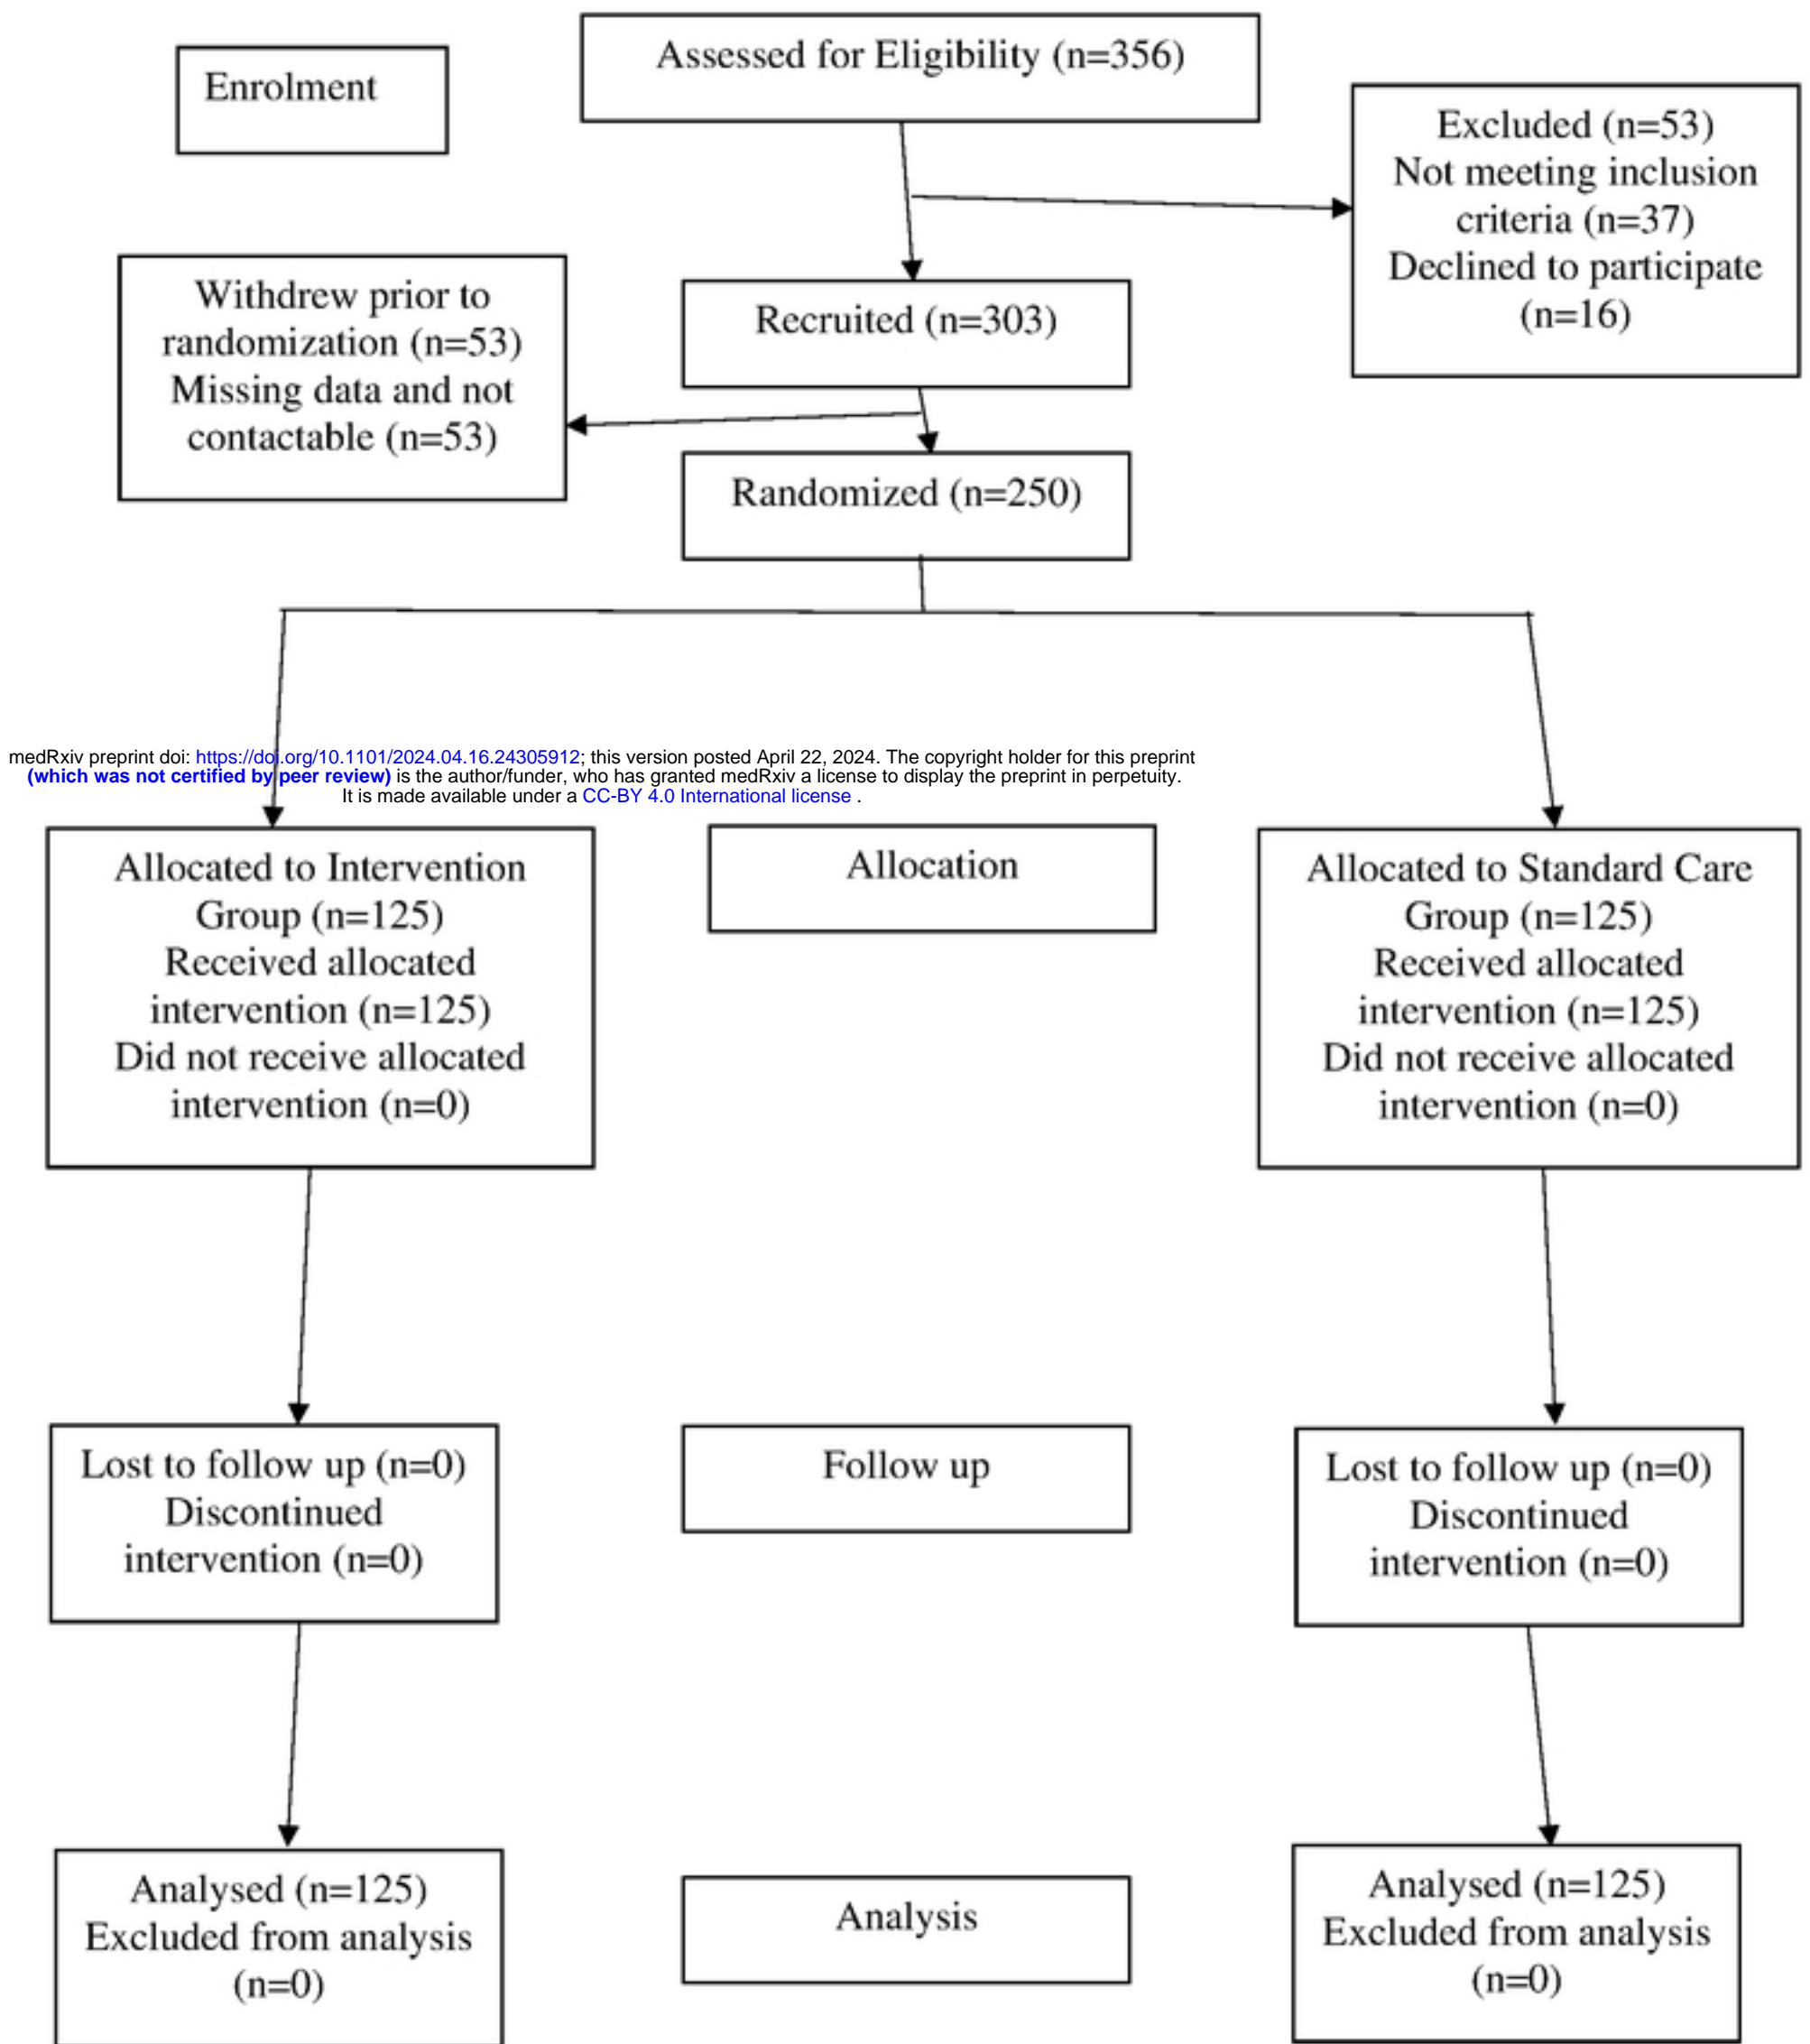 Assessed for Eligibility (n=356)
Enrolment
Excluded (n=53)
Not meeting inclusion
criteria (n=37)
Declined to participate
(n=16)
Withdrew prior to
randomization (n=53)
Missing data and not
contactable (n=53)
Recruited (n=303)
Randomized (n=250)
medRxiv preprint doi: https://doi.org/10.1101/2024.04.16.24305912; this version posted April 22, 2024. The copyright holder for this preprint
(which was not certified by peer review) is the author/funder, who has granted medRxiv a license to display the preprint in perpetuity.
It is made available under a CC-BY 4.0 International license .
Allocated to Intervention
Group (n=125)
Received allocated
intervention (n=125)
Did not receive allocated
intervention (n=0)
Allocation
Allocated to Standard Care
Group (n=125)
Received allocated
intervention (n=125)
Did not receive allocated
intervention (n=0)
Lost to follow up (n=0)
Discontinued
intervention (n=0)
Follow up
Lost to follow up (n=0)
Discontinued
intervention (n=0)
Analysed (n=125)
Excluded from analysis
(n=0)
Analysis
Analysed (n=125)
Excluded from analysis
(n=0)